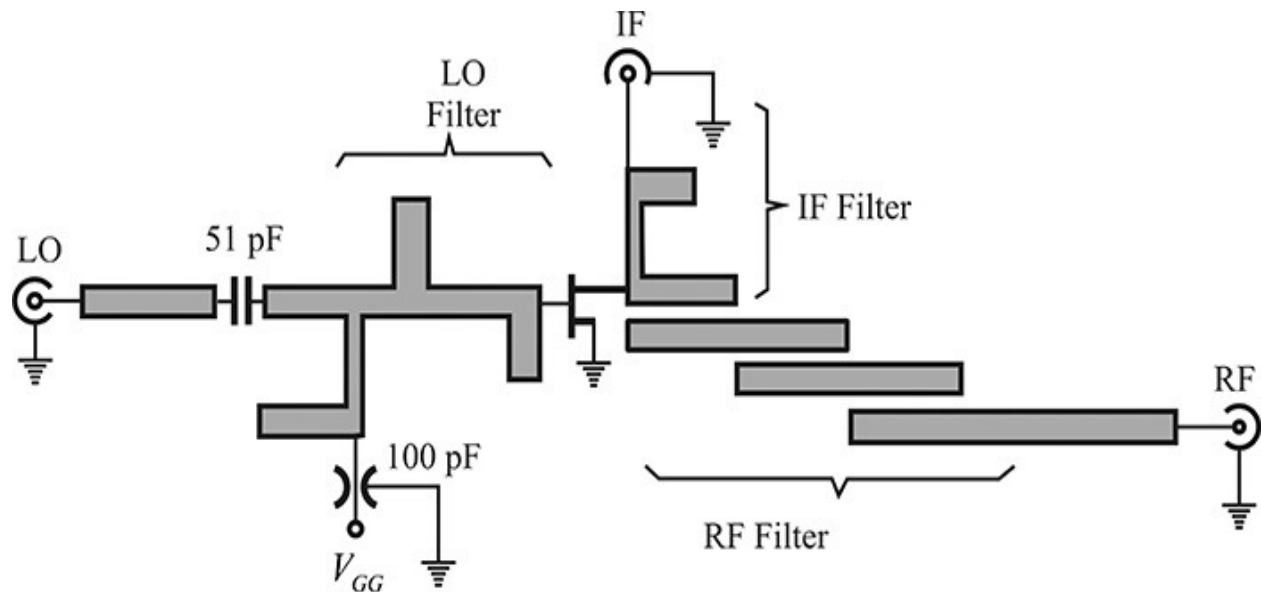 IF
LO
Filter
IF Filter
LO
51 pF
RF
100 pF
RF Filter
V_GG